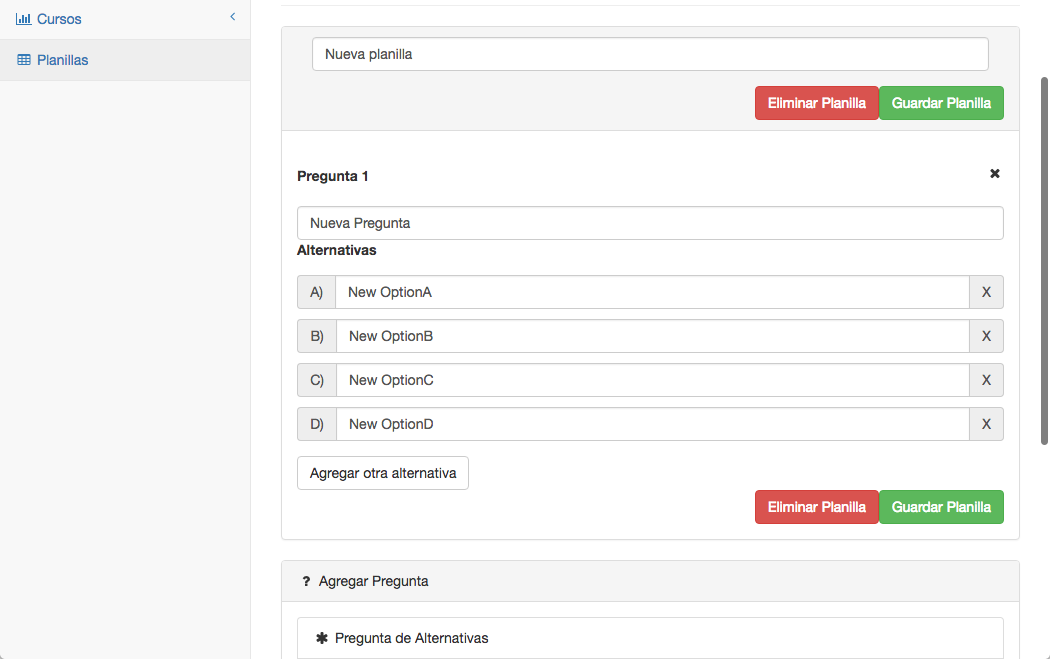 Cursos
Planillas
Nueva planilla
Eliminar Planilla Guardar Planilla
Pregunta 1
Nueva Pregunta
Alternativas
A) New OptionA X
B) New OptionB X
C) New OptionC X
D) New OptionD X
Agregar otra alternativa
Eliminar Planilla Guardar Planilla
? Agregar Pregunta
Pregunta de Alternativas